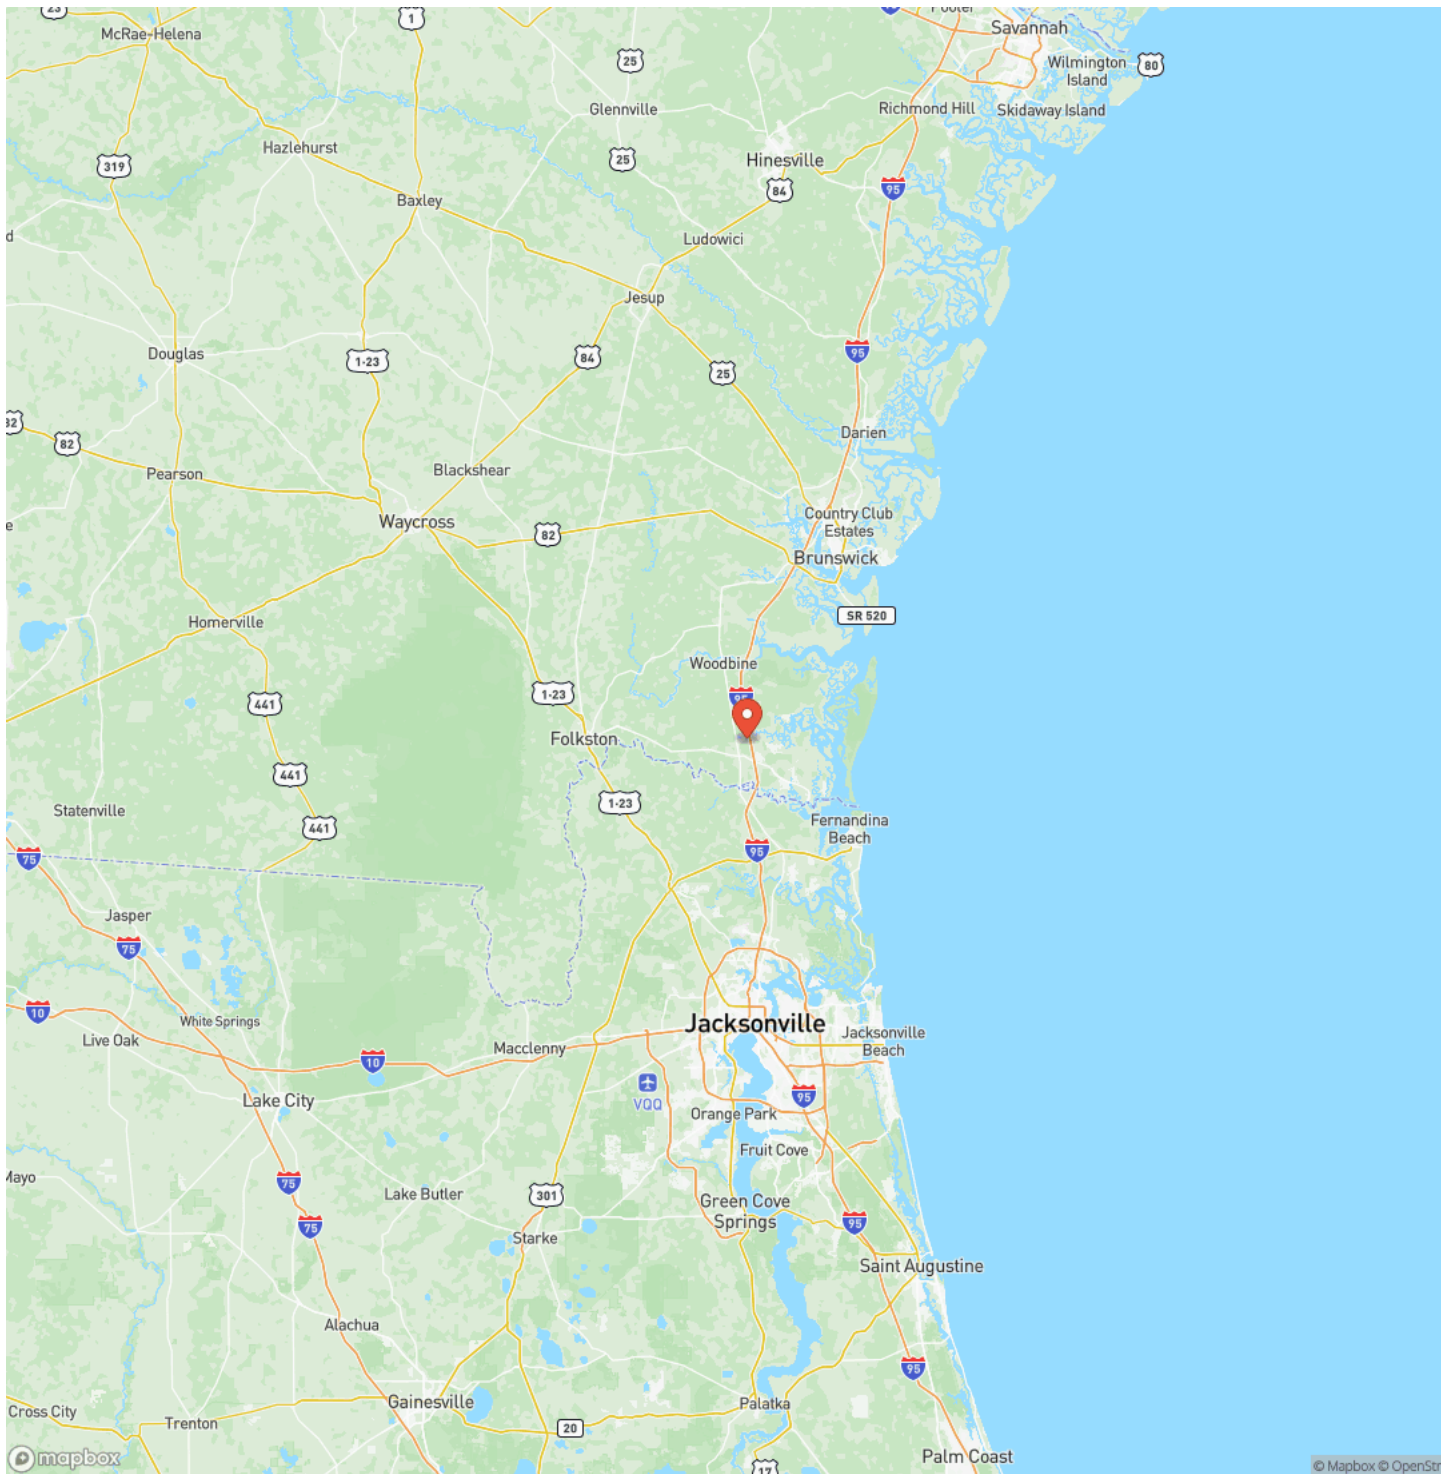 23
McRae-Helena
1
25
Pooler
Savannah
Wilmington
Island
80
Glennville
Richmond Hill
Skidaway Island
Hazlehurst
319
25
Hinesville
84
95
Baxley
d
Ludowici
Jesup
Douglas
1-23
84
25
95
32
82
Darien
Pearson
Blackshear
Country Club
Estates
e
Waycross
82
Brunswick
SR 520
Homerville
Woodbine
441
1-23
95
Folkston
441
1-23
Statenville
441
Fernandina
Beach
75
95
Jasper
75
10
White Springs
Live Oak
Jacksonville
Jacksonville
Beach
Macclenny
10
VQQ
95
Lake City
Orange Park
Fruit Cove
Mayo
75
Lake Butler
301
Green Cove
Springs
75
Starke
95
Saint Augustine
Alachua
95
Gainesville
Palatka
Cross City
Trenton
20
mapbox
17
Palm Coast
© Mapbox © OpenStr